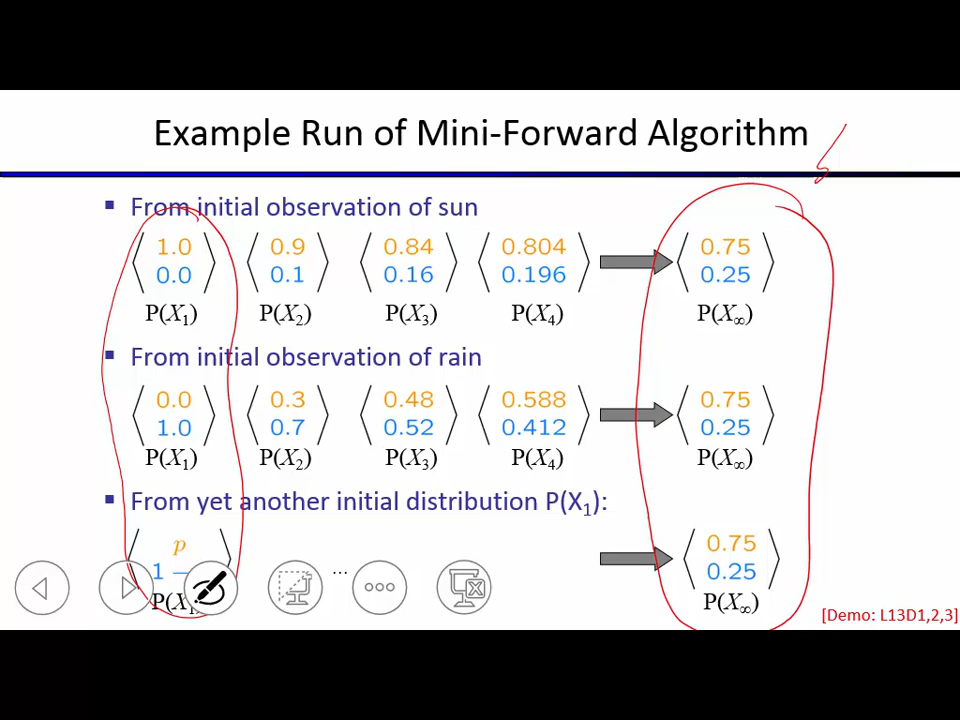 Example Run of Mini-Forward Algorithm
▪ From initial observation of sun
1.0 0.9 0.84 0.804 0.75
0.0 0.1 0.16 0.196 0.25
P(X₁) P(X₂) P(X₃) P(X₄) P(X∞)
▪ From initial observation of rain
0.0 0.3 0.48 0.588 0.75
1.0 0.7 0.52 0.412 0.25
P(X₁) P(X₂) P(X₃) P(X₄) P(X∞)
▪ From yet another initial distribution P(X₁):
p 0.75
1 – ... 0.25
P(X₁ P(X∞)
[Demo: L13D1,2,3]